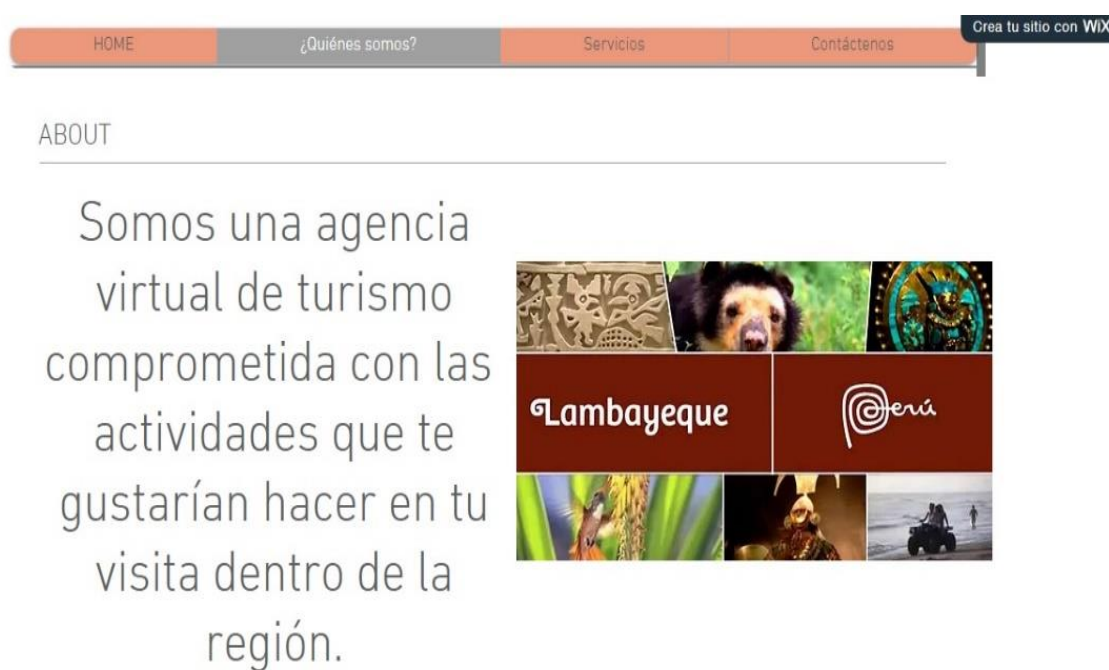 Crea tu sitio con WiX
HOME ¿Quiénes somos? Servicios Contáctenos
ABOUT
Somos una agencia
virtual de turismo
comprometida con las
actividades que te
gustarían hacer en tu
visita dentro de la
región.
Lambayeque
Perú